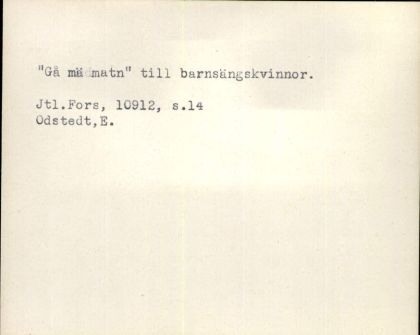 "Gå mä matn" till barnsängskvinnor.
Jtl.Fors, 10912, s.14
Odstedt,E.